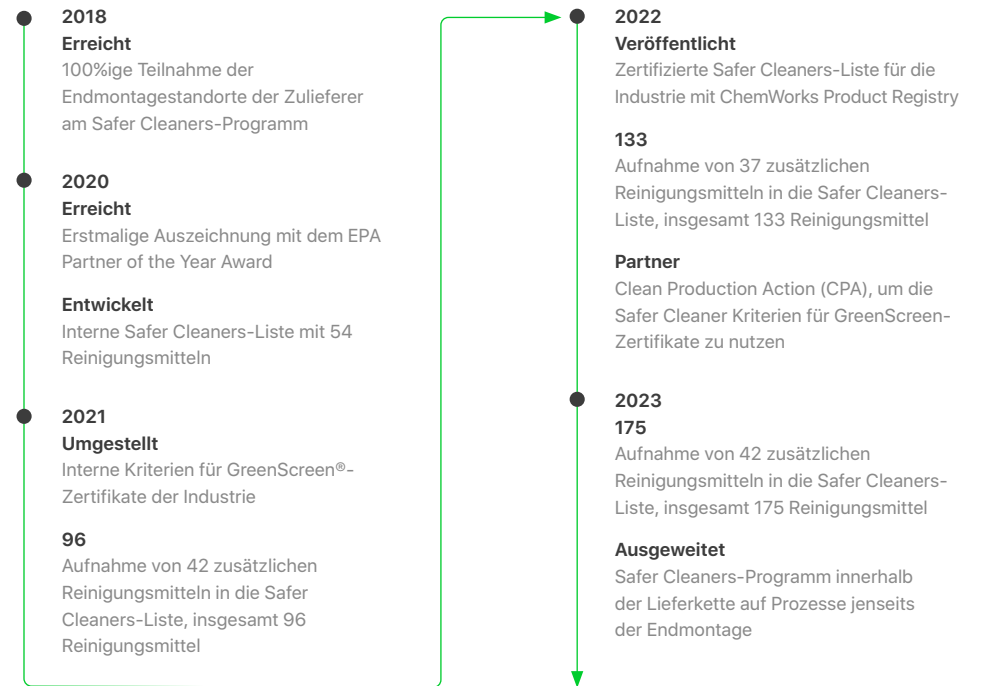 2018
Erreicht
100%ige Teilnahme der
Endmontagestandorte der Zulieferer
am Safer Cleaners-Programm
2020
Erreicht
Erstmalige Auszeichnung mit dem EPA
Partner of the Year Award
Entwickelt
Interne Safer Cleaners-Liste mit 54
Reinigungsmitteln
2021
Umgestellt
Interne Kriterien für GreenScreen®-
Zertifikate der Industrie
96
Aufnahme von 42 zusätzlichen
Reinigungsmitteln in die Safer
Cleaners-Liste, insgesamt 96
Reinigungsmittel
2022
Veröffentlicht
Zertifizierte Safer Cleaners-Liste für die
Industrie mit ChemWorks Product Registry
133
Aufnahme von 37 zusätzlichen
Reinigungsmitteln in die Safer Cleaners-
Liste, insgesamt 133 Reinigungsmittel
Partner
Clean Production Action (CPA), um die
Safer Cleaner Kriterien für GreenScreen-
Zertifikate zu nutzen
2023
175
Aufnahme von 42 zusätzlichen
Reinigungsmitteln in die Safer Cleaners-
Liste, insgesamt 175 Reinigungsmittel
Ausgeweitet
Safer Cleaners-Programm innerhalb
der Lieferkette auf Prozesse jenseits
der Endmontage